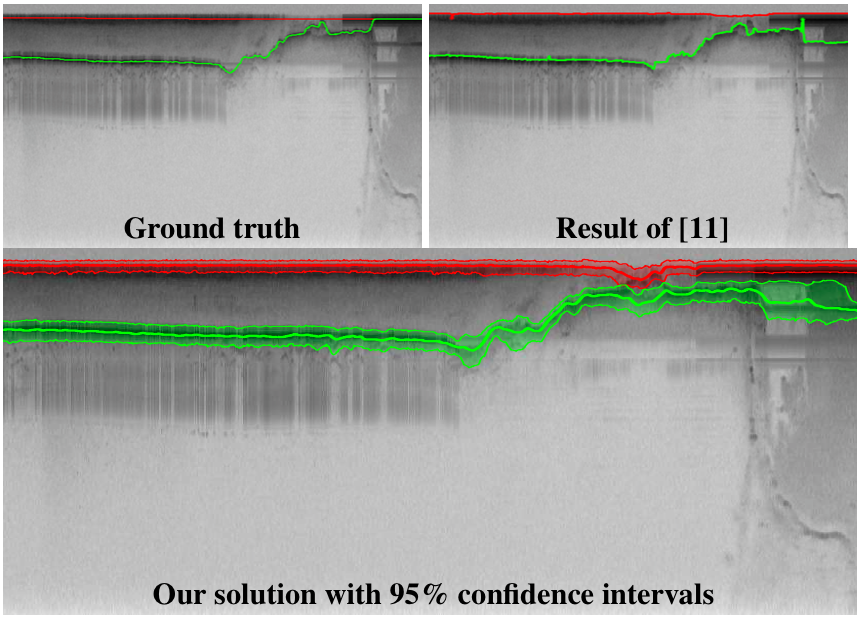 Ground truth
Result of [11]
Our solution with 95% confidence intervals